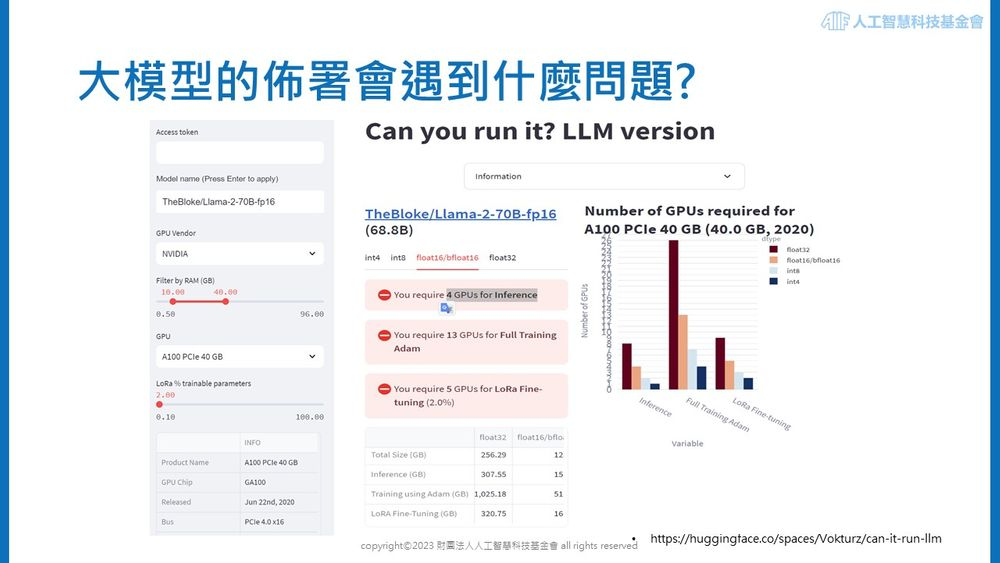 人工智慧科技基金會
大模型的佈署會遇到什麼問題?
Access token
Model name (Press Enter to apply)
TheBloke/Llama-2-70B-fp16
GPU Vendor
NVIDIA
Filter by RAM (GB)
10.00 40.00
0.50 96.00
GPU
A100 PCIe 40 GB
LoRa % trainable parameters
2.00
0.10 100.00
INFO
Product Name A100 PCIe 40 GB
GPU Chip GA100
Released Jun 22nd, 2020
Bus PCIe 4.0 x16
Can you run it? LLM version
Information
TheBloke/Llama-2-70B-fp16
(68.8B)
int4 int8 float16/bfloat16 float32
You require 4 GPUs for Inference
You require 13 GPUs for Full Training
Adam
You require 5 GPUs for LoRa Fine-
tuning (2.0%)
float32 float16/bfloa
Total Size (GB) 256.29 12
Inference (GB) 307.55 15
Training using Adam (GB) 1,025.18 51
LoRA Fine-Tuning (GB) 320.75 16
Number of GPUs required for
A100 PCIe 40 GB (40.0 GB, 2020)
dtype
float32
float16/bfloat16
int8
int4
Number of GPUs
27
26
25
24
23
22
21
20
19
18
17
16
15
14
13
12
11
10
9
8
7
6
5
4
3
2
1
0
Inference
Full Training Adam
LoRa Fine-tuning
Variable
• https://huggingface.co/spaces/Vokturz/can-it-run-llm
copyright©2023 財團法人人工智慧科技基金會 all rights reserved